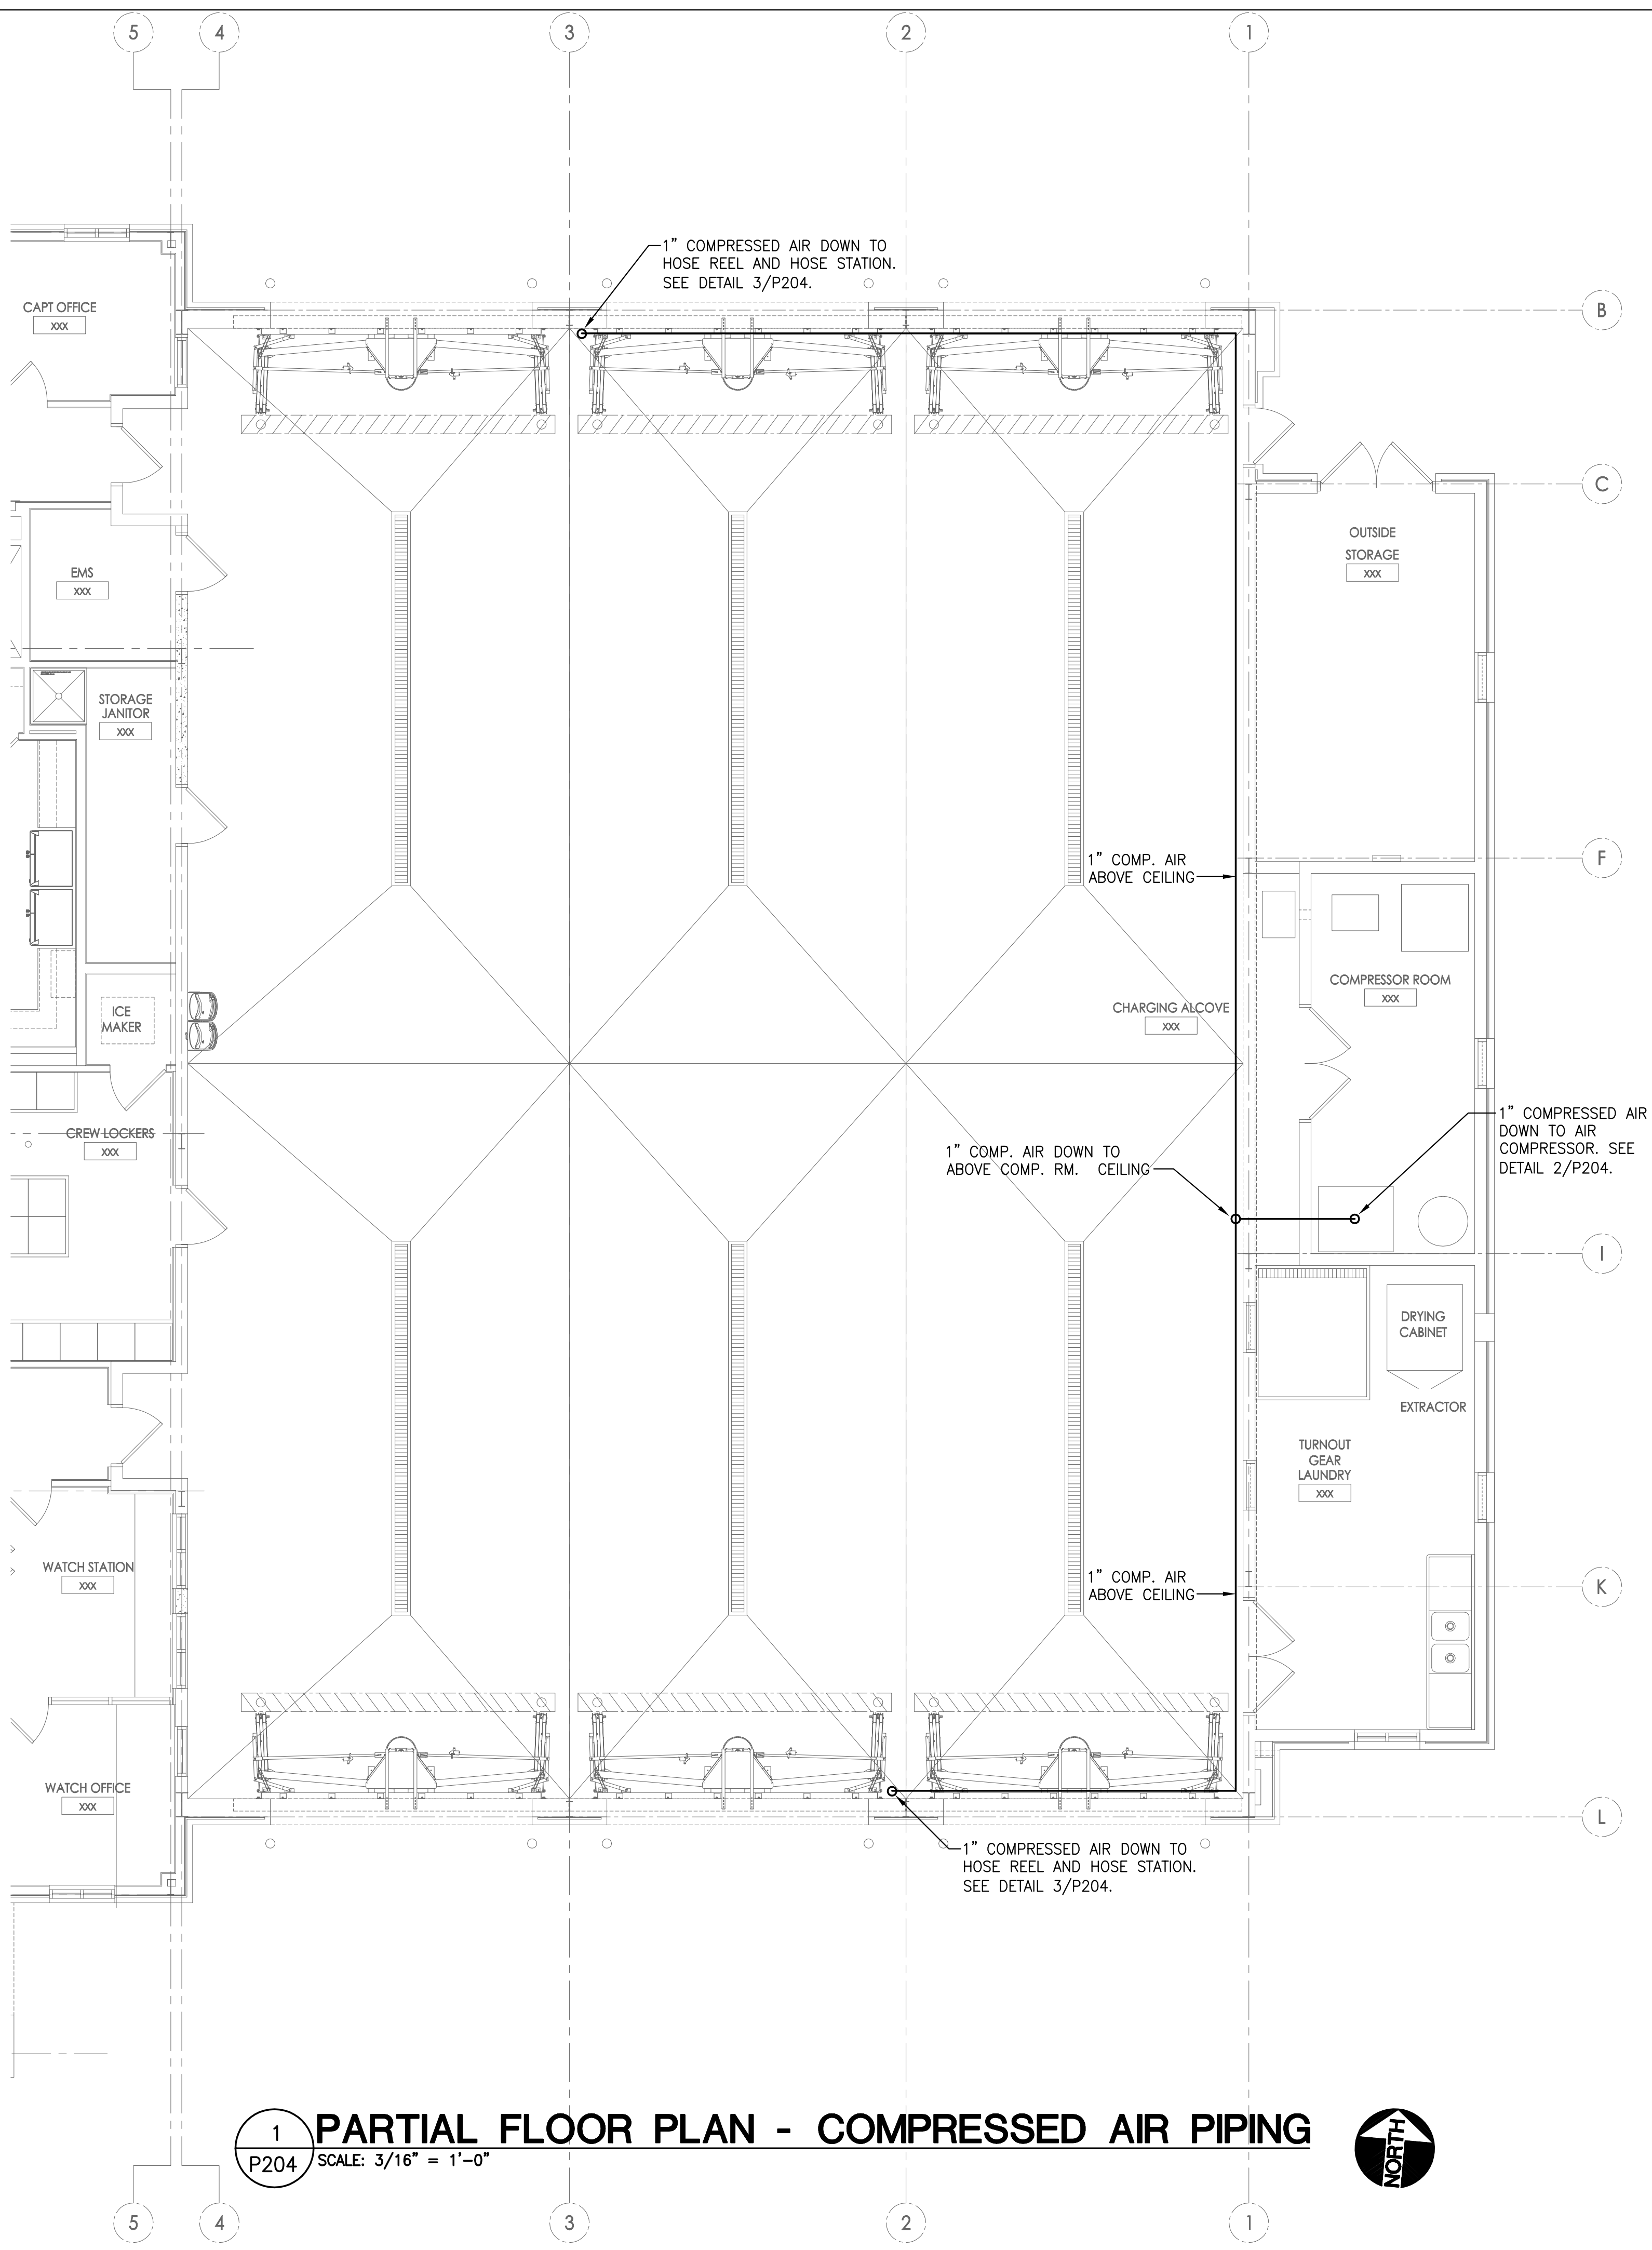 5
4
3
2
1
1” COMPRESSED AIR DOWN TO
HOSE REEL AND HOSE STATION.
SEE DETAIL 3/P204.
B
CAPT OFFICE
XXX
C
OUTSIDE
STORAGE
XXX
EMS
XXX
STORAGE
JANITOR
XXX
1” COMP. AIR
ABOVE CEILING
F
COMPRESSOR ROOM
XXX
CHARGING ALCOVE
XXX
ICE
MAKER
CREW LOCKERS
XXX
1” COMPRESSED AIR
DOWN TO AIR
COMPRESSOR. SEE
DETAIL 2/P204.
1” COMP. AIR DOWN TO
ABOVE COMP. RM. CEILING
I
DRYING
CABINET
EXTRACTOR
TURNOUT
GEAR
LAUNDRY
XXX
WATCH STATION
XXX
1” COMP. AIR
ABOVE CEILING
K
WATCH OFFICE
XXX
L
1” COMPRESSED AIR DOWN TO
HOSE REEL AND HOSE STATION.
SEE DETAIL 3/P204.
1
P204
PARTIAL FLOOR PLAN - COMPRESSED AIR PIPING
SCALE: 3/16” = 1’-0”
NORTH
5
4
3
2
1